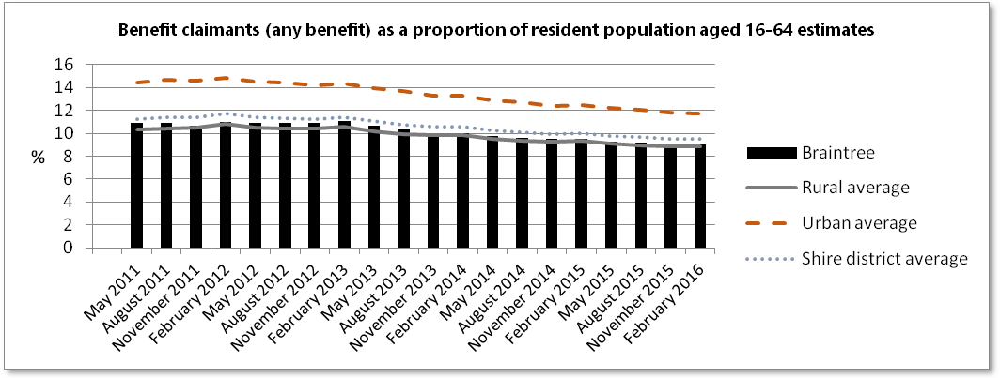 Benefit claimants (any benefit) as a proportion of resident population aged 16-64 estimates
16
14
12
10
8
6
4
2
0
%
May 2011
August 2011
November 2011
February 2012
May 2012
August 2012
November 2012
February 2013
May 2013
August 2013
November 2013
February 2014
May 2014
August 2014
November 2014
February 2015
May 2015
August 2015
November 2015
February 2016
Braintree
Rural average
Urban average
Shire district average